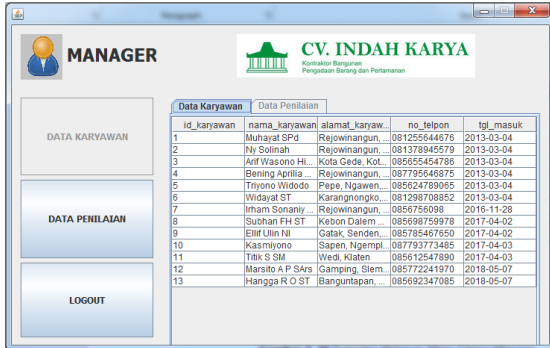 MANAGER
CV. INDAH KARYA
Kontraktor Bangunan
Pengadaan Barang dan Pertamanan
DATA KARYAWAN
DATA PENILAIAN
LOGOUT
Data Karyawan Data Penilaian
id_karyawan nama_karyawan alamat_karyaw... no_telpon tgl_masuk
1 Muhayat SPd Rejowinangun, ... 081255644676 2013-03-04
2 Ny Solinah Rejowinangun, ... 081378945579 2013-03-04
3 Arif Wasono Hi... Kota Gede, Kot... 085655454786 2013-03-04
4 Bening Aprilia ... Rejowinangun, ... 087795646875 2013-03-04
5 Triyono Widodo Pepe, Ngawen,... 085624789065 2013-03-04
6 Widayat ST Karangnongko,... 081298708852 2013-03-04
7 Irham Sonaniy ... Rejowinangun, ... 0856756098 2016-11-28
8 Subhan FH ST Kebon Dalem ... 085698759978 2017-04-02
9 Ellif Ulin NI Gatak, Senden,... 085785467650 2017-04-02
10 Kasmiyono Sapen, Ngempl... 087793773485 2017-04-03
11 Titik S SM Wedi, Klaten 085612547890 2017-04-03
12 Marsito A P SArs Gamping, Slem... 085772241970 2018-05-07
13 Hangga R O ST Banguntapan, ... 085692347085 2018-05-07